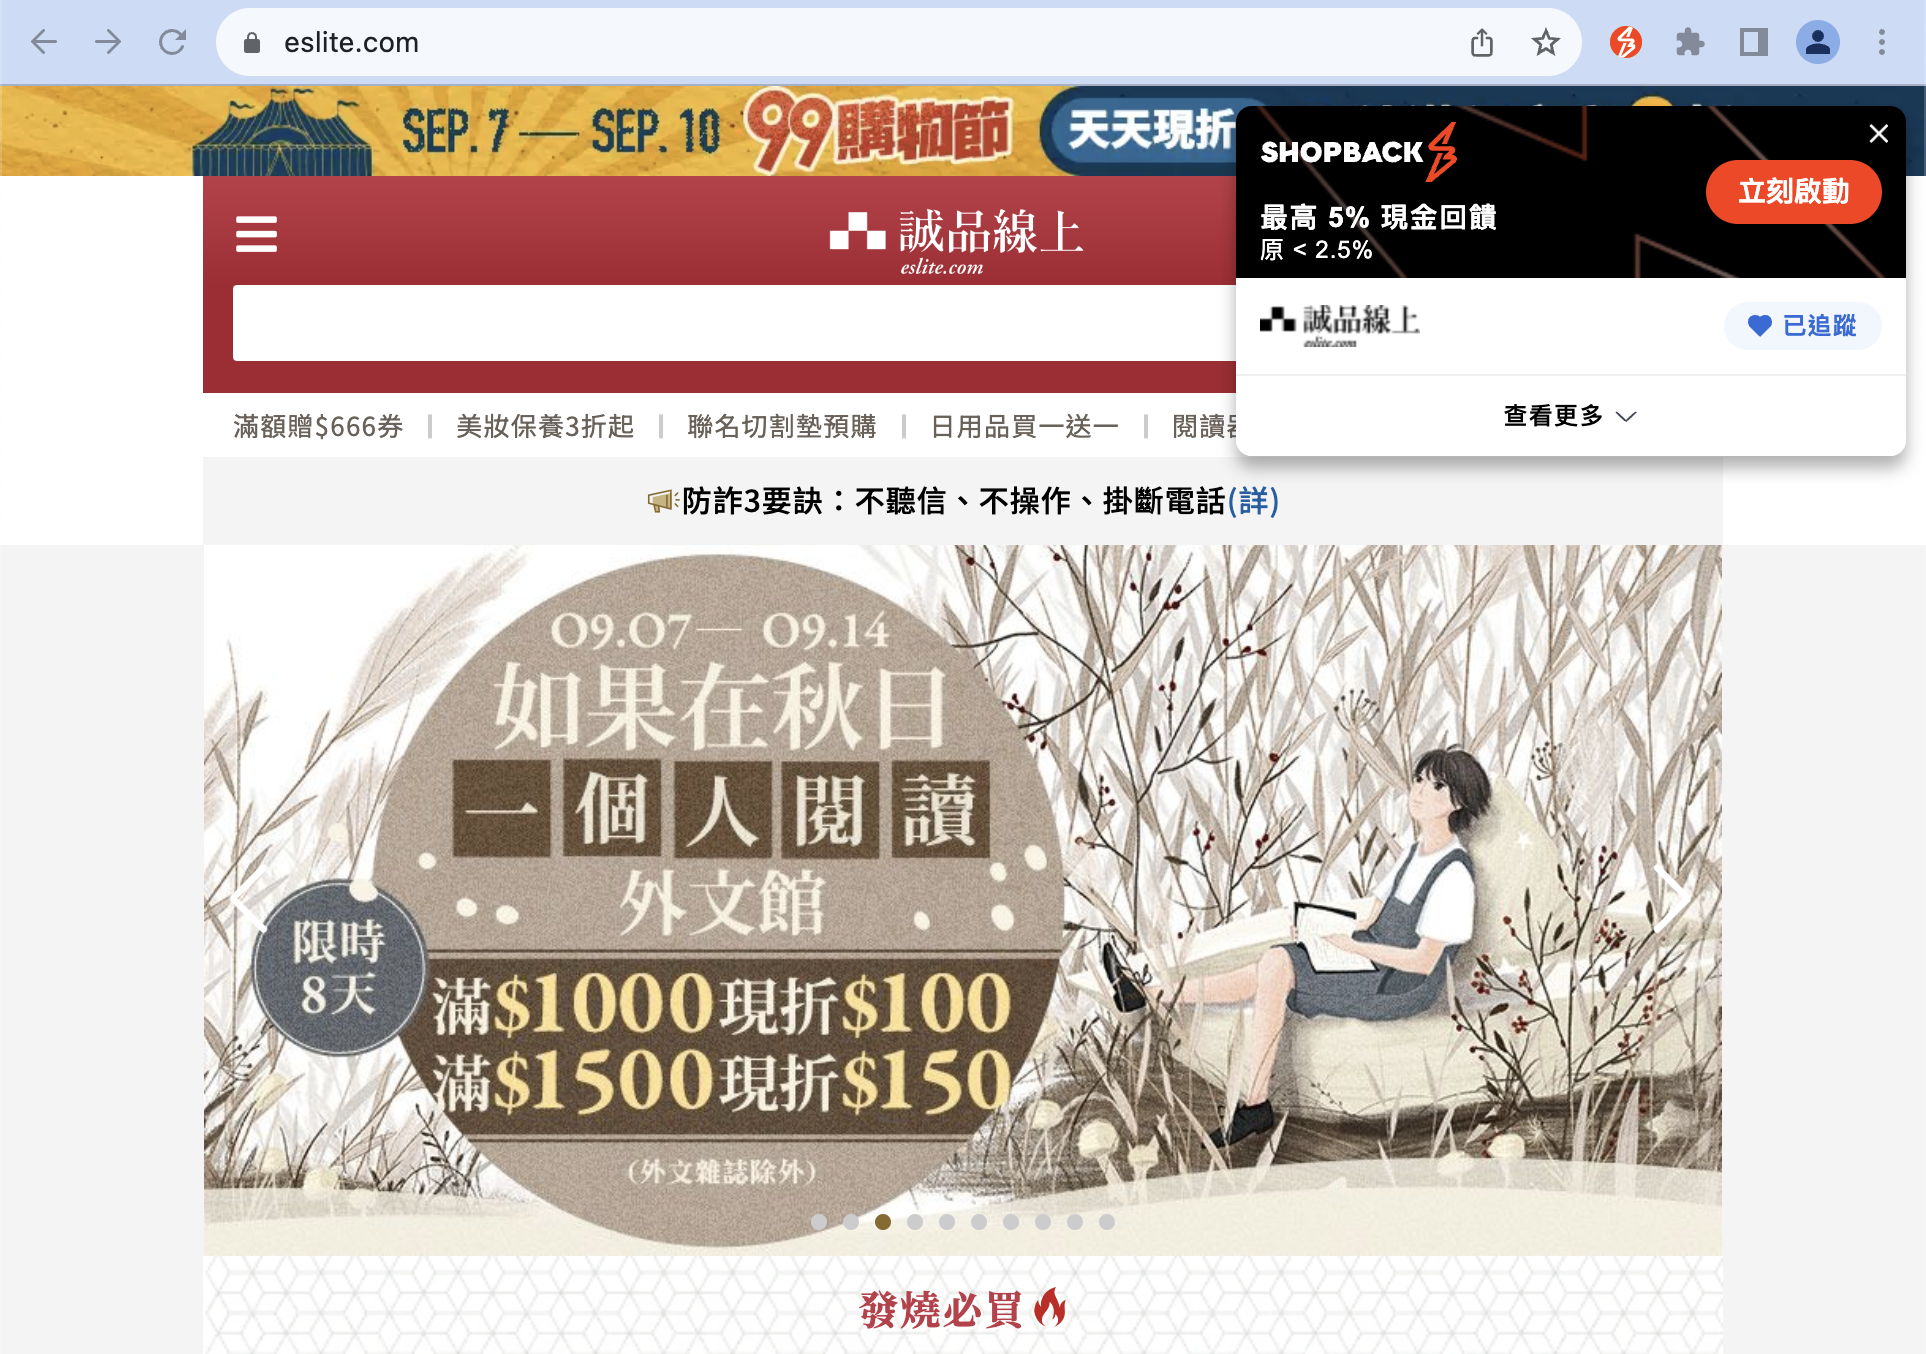 eslite.com
SEP. 7 — SEP. 10 99購物節 天天現折
SHOPBACK
最高 5% 現金回饋
原 < 2.5%
立刻啟動
誠品線上
eslite.com
已追蹤
查看更多
誠品線上
eslite.com
滿額贈$666券 | 美妝保養3折起 | 聯名切割墊預購 | 日用品買一送一 | 閱讀
防詐3要訣：不聽信、不操作、掛斷電話(詳)
09.07— 09.14
如果在秋日
一個人閱讀
外文館
限時
8天
滿$1000現折$100
滿$1500現折$150
(外文雜誌除外)
發燒必買